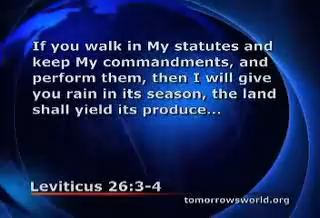 If you walk in My statutes and
keep My commandments, and
perform them, then I will give
you rain in its season, the land
shall yield its produce...
Leviticus 26:3-4
tomorrowsworld.org